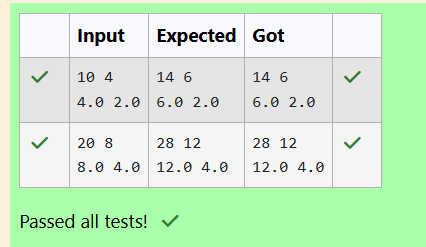 Input Expected Got
10 4 14 6 14 6
4.0 2.0 6.0 2.0 6.0 2.0
20 8 28 12 28 12
8.0 4.0 12.0 4.0 12.0 4.0
Passed all tests!